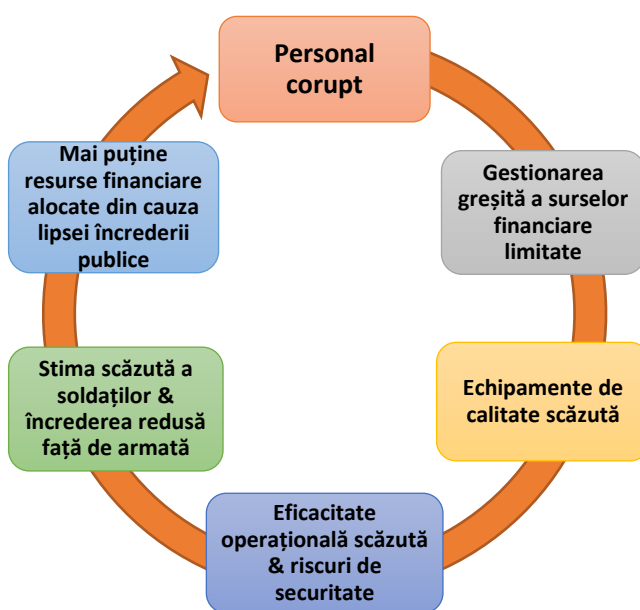 Personal
corupt
Gestionarea
greșită a surselor
financiare
limitate
Echipamente de
calitate scăzută
Eficacitate
operațională scăzută
& riscuri de
securitate
Stima scăzută a
soldaților &
încrederea redusă
față de armată
Mai puține
resurse financiare
alocate din cauza
lipsei încrederii
publice